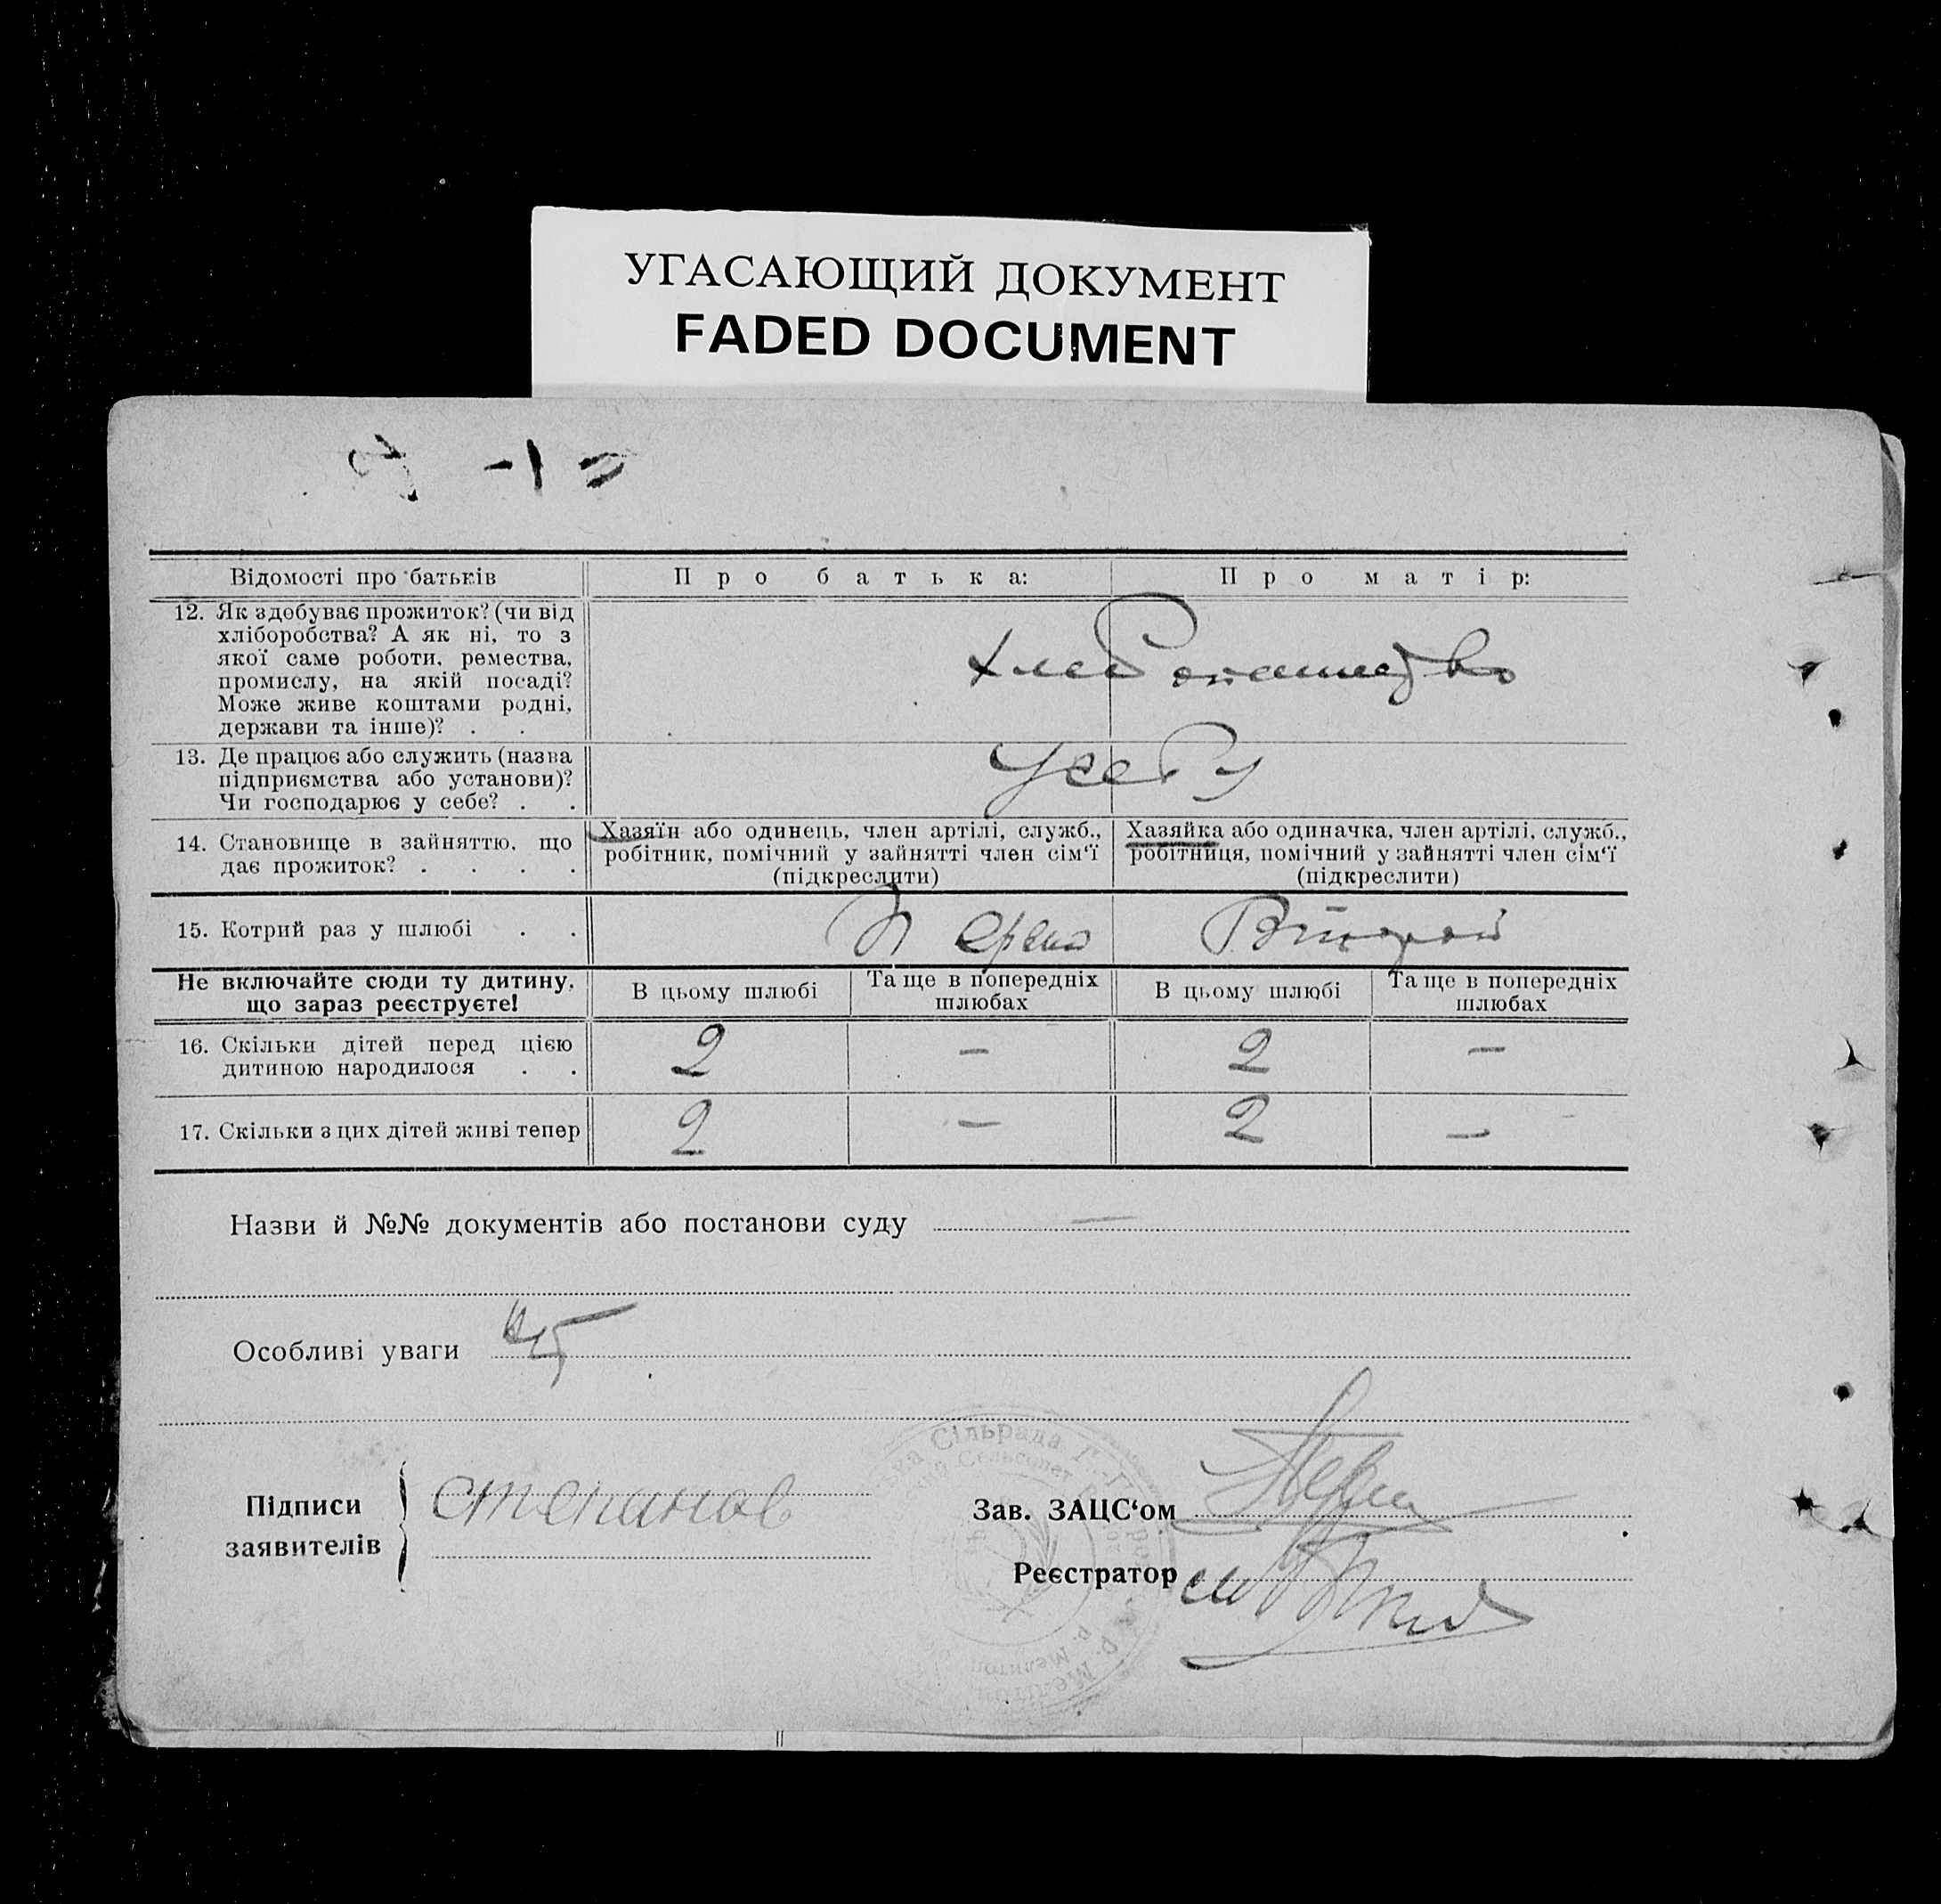 УГАСАЮЩИЙ ДОКУМЕНТ
FADED DOCUMENT
Відомості про батьків
Про батька:
Про матір:
12. Як здобуває прожиток? (чи від
хліборобства? А як ні, то з
якої саме роботи, ремества,
промислу, на якій посаді?
Може живе коштами родні,
держави та інше)? . .
13. Де працює або служить (назва
підприємства або установи)?
Чи господарює у себе? . .
У себе
14. Становище в зайняттю, що
дає прожиток? . . . .
Хазяїн або одинець, член артілі, служб.,
робітник, помічний у зайнятті член сім‘ї
(підкреслити)
Хазяйка або одиначка, член артілі, служб.,
робітниця, помічний у зайнятті член сім‘ї
(підкреслити)
15. Котрий раз у шлюбі . .
Второй
Не включайте сюди ту дитину,
що зараз реєструєте!
В цьому шлюбі
Та ще в попередніх
шлюбах
В цьому шлюбі
Та ще в попередніх
шлюбах
16. Скільки дітей перед цією
дитиною народилося . .
2 — 2 —
17. Скільки з цих дітей живі тепер
2 — 2 —
Назви й №№ документів або постанови суду —
Особливі уваги
Підписи
заявителів
степанов
Зав. ЗАЦС‘ом
Реєстратор
Сільрада